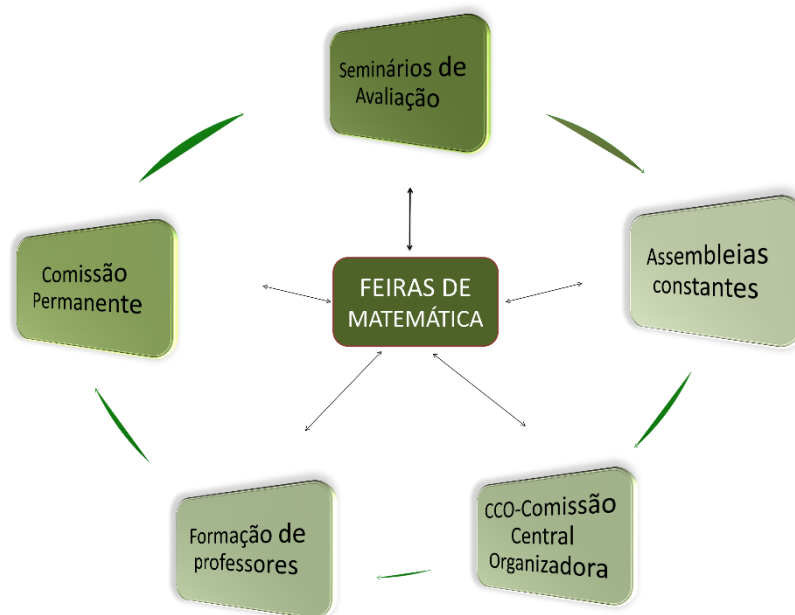 Seminários de
Avaliação
Assembleias
constantes
Comissão
Permanente
FEIRAS DE
MATEMÁTICA
CCO-Comissão
Central
Organizadora
Formação de
professores